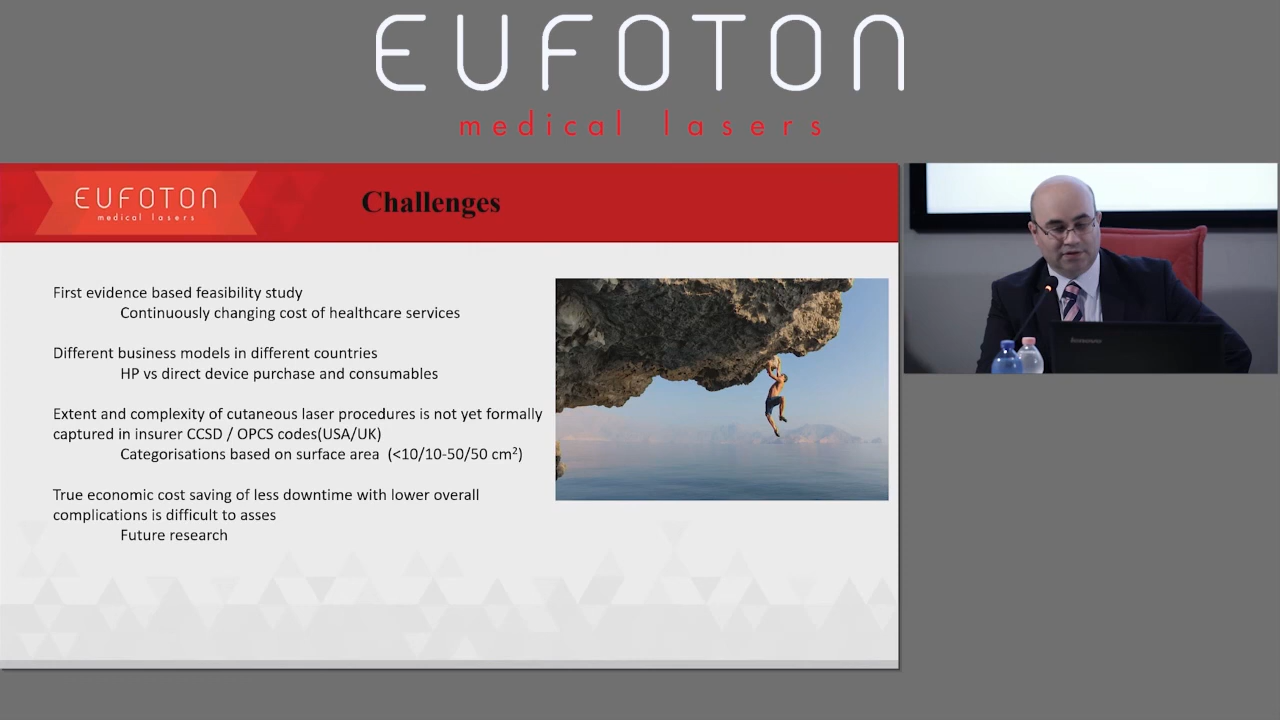 EUFOTON
medical lasers
EUFOTON
medical lasers
Challenges
First evidence based feasibility study
Continuously changing cost of healthcare services
Different business models in different countries
HP vs direct device purchase and consumables
Extent and complexity of cutaneous laser procedures is not yet formally
captured in insurer CCSD / OPCS codes(USA/UK)
Categorisations based on surface area (<10/10-50/50 cm²)
True economic cost saving of less downtime with lower overall
complications is difficult to asses
Future research
lenovo